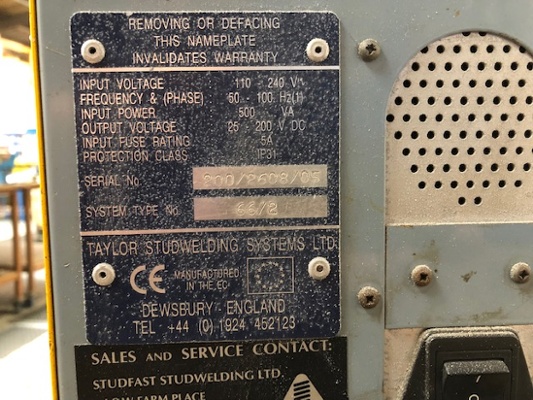 REMOVING OR DEFACING
THIS NAMEPLATE
INVALIDATES WARRANTY
INPUT VOLTAGE 110 - 240 V~
FREQUENCY & (PHASE) 50 - 100 Hz(1)
INPUT POWER 500 VA
OUTPUT VOLTAGE 25 - 200 V DC
INPUT FUSE RATING 5A
PROTECTION CLASS IP31
SERIAL No.
SYSTEM TYPE No.
TAYLOR STUDWELDING SYSTEMS LTD.
CE MANUFACTURED
IN THE EC
DEWSBURY ENGLAND
TEL +44 (0) 1924 452123
SALES AND SERVICE CONTACT:
STUDFAST STUDWELDING LTD.
FARM PLACE